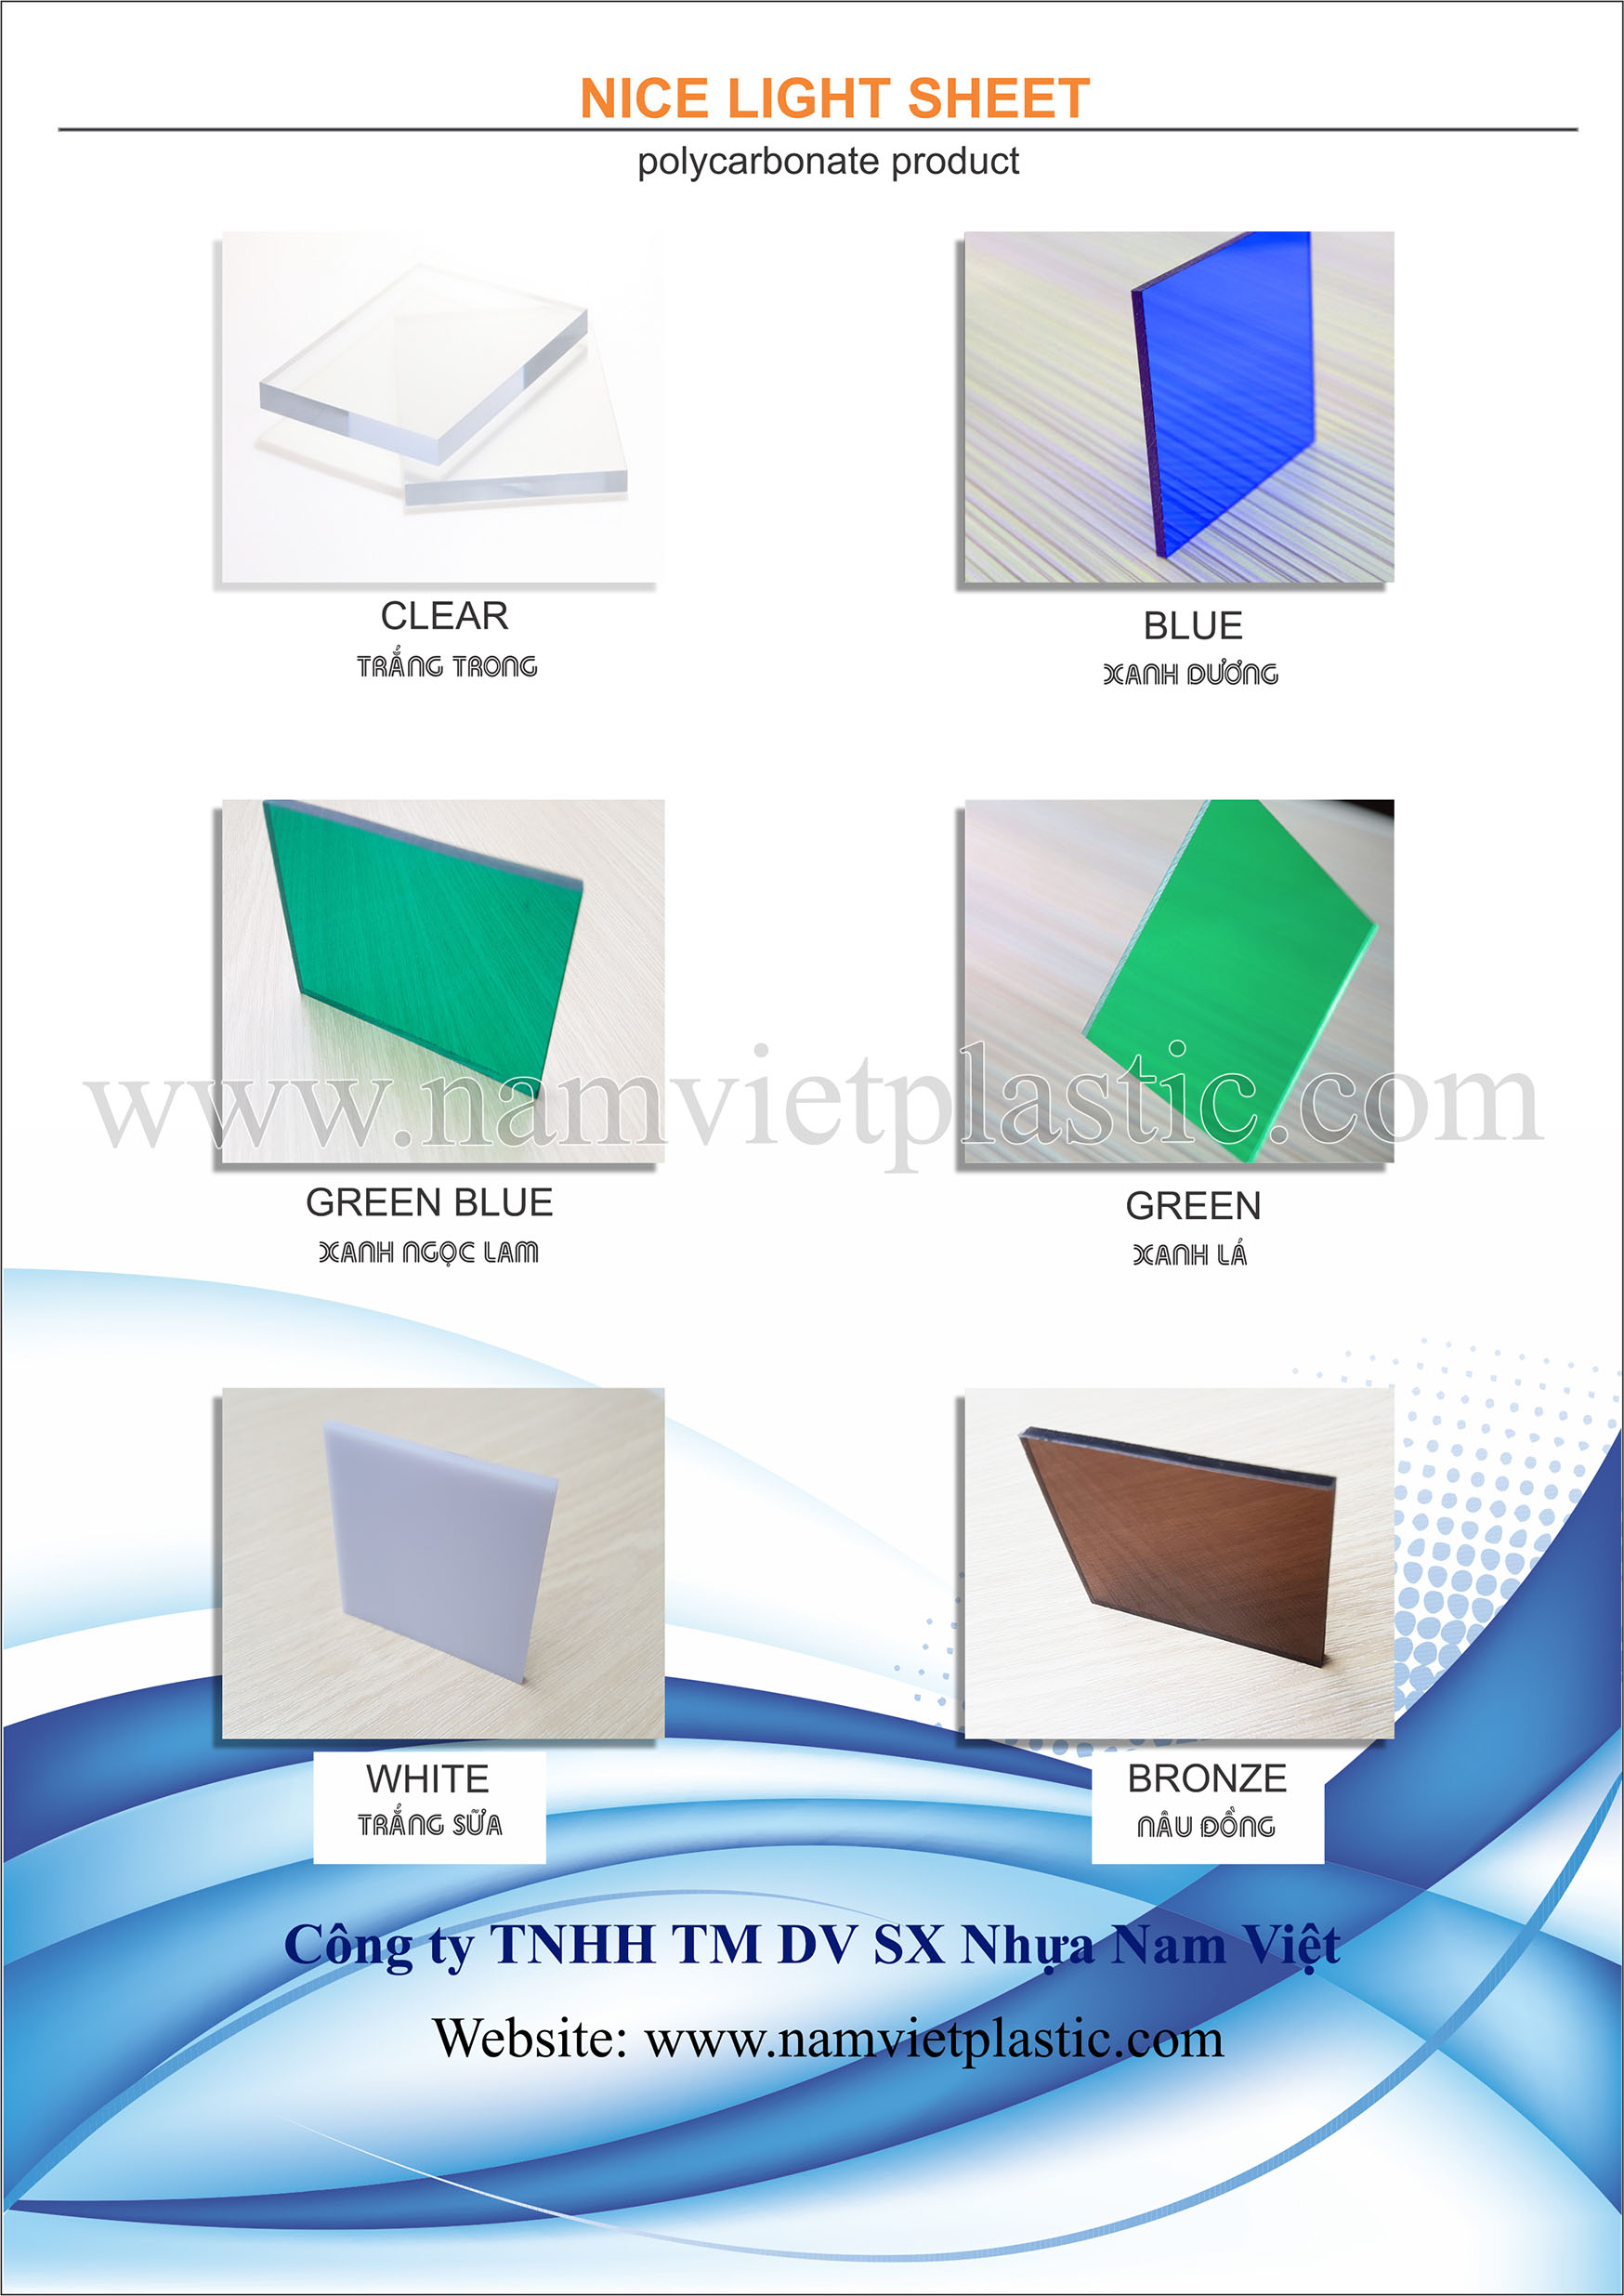 NICE LIGHT SHEET
polycarbonate product
CLEAR
TRẮNG TRONG
BLUE
XANH DƯƠNG
www.namvietplastic.com
GREEN BLUE
XANH NGỌC LAM
GREEN
XANH LÁ
WHITE
TRẮNG SỮA
BRONZE
NÂU ĐỒNG
Công ty TNHH TM DV SX Nhựa Nam Việt
Website: www.namvietplastic.com